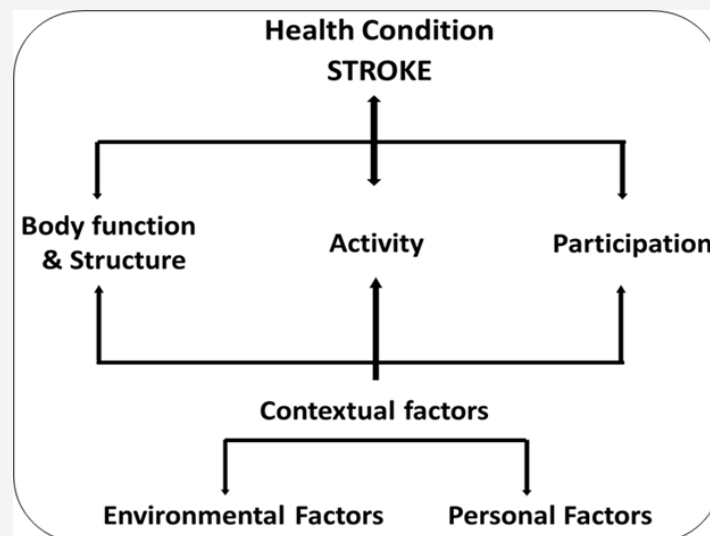 Health Condition
STROKE
Body function
& Structure
Activity
Participation
Contextual factors
Environmental Factors
Personal Factors